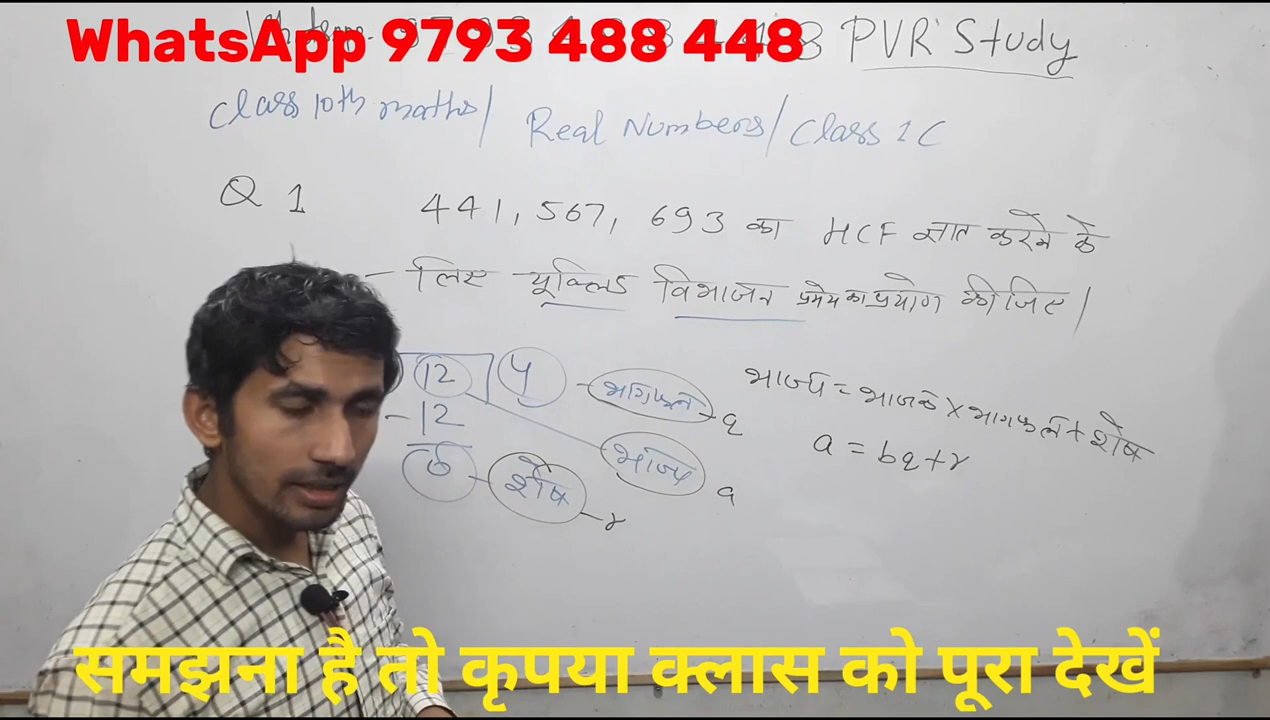 WhatsApp 9793 488 448
PVR Study
Class 10th maths/ Real Numbers/ Class 1C
Q 1 441, 567, 693 का HCF ज्ञात करने के
लिए यूक्लिड विभाजन प्रमेय का प्रयोग कीजिए|
12 4 - भागफल - q
-12
भाज्य a
0 - शेष - r
भाज्य = भाजक × भागफल + शेष
a = bq + r
समझना है तो कृपया क्लास को पूरा देखें